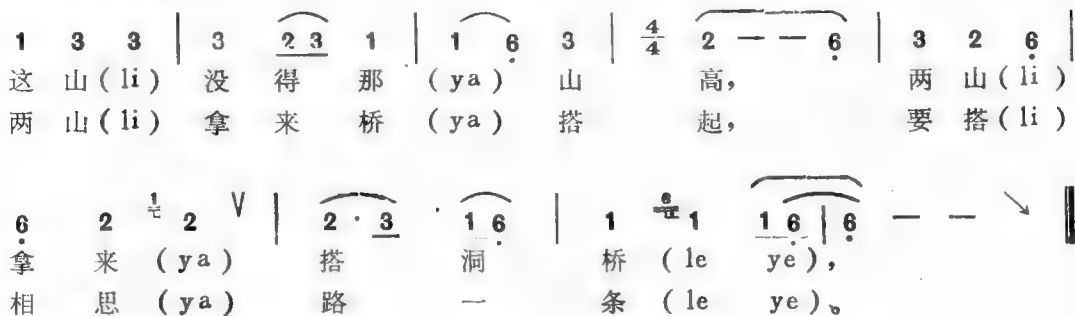 1 3 3 | 3 2 3 1 | 1 6̣ 3 | 4/4 2 — — 6̣ | 3 2 6̣ |
这 山(li) 没 得 那 (ya) 山 高, 两 山(li)
两 山(li) 拿 来 桥 (ya) 搭 起, 要 搭(li)
6̣ 2 1 2 V | 2 · 3 1 6̣ | 1 6 1 1 6̣ | 6̣ — — ↘ ‖
拿 来 (ya) 搭 洞 桥 (le ye),
相 思 (ya) 路 一 条 (le ye)。